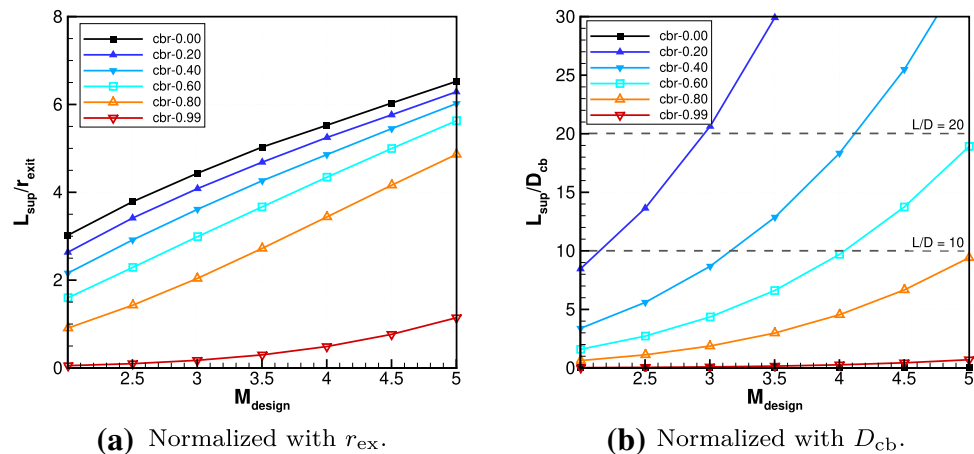 8
6
4
2
0
L_sup/r_exit
cbr-0.00
cbr-0.20
cbr-0.40
cbr-0.60
cbr-0.80
cbr-0.99
2.5 3 3.5 4 4.5 5
M_design
(a) Normalized with r_ex.
30
25
20
15
10
5
0
L_sup/D_cb
cbr-0.00
cbr-0.20
cbr-0.40
cbr-0.60
cbr-0.80
cbr-0.99
L/D = 20
L/D = 10
2.5 3 3.5 4 4.5 5
M_design
(b) Normalized with D_cb.